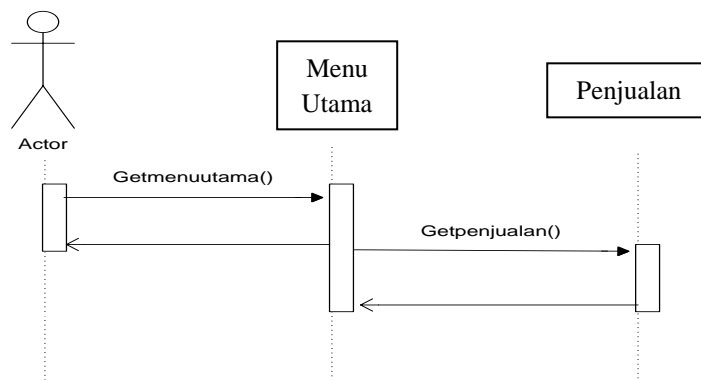 Menu
Utama
Penjualan
Actor
Getmenuutama()
Getpenjualan()